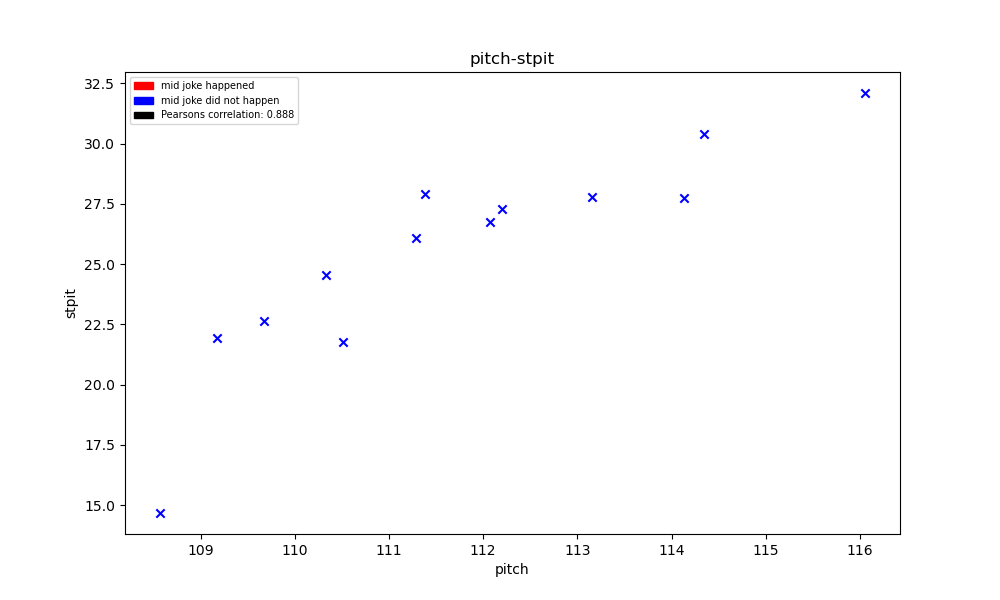 pitch-stpit
mid joke happened
mid joke did not happen
Pearsons correlation: 0.888
stpit
32.5
30.0
27.5
25.0
22.5
20.0
17.5
15.0
109 110 111 112 113 114 115 116
pitch